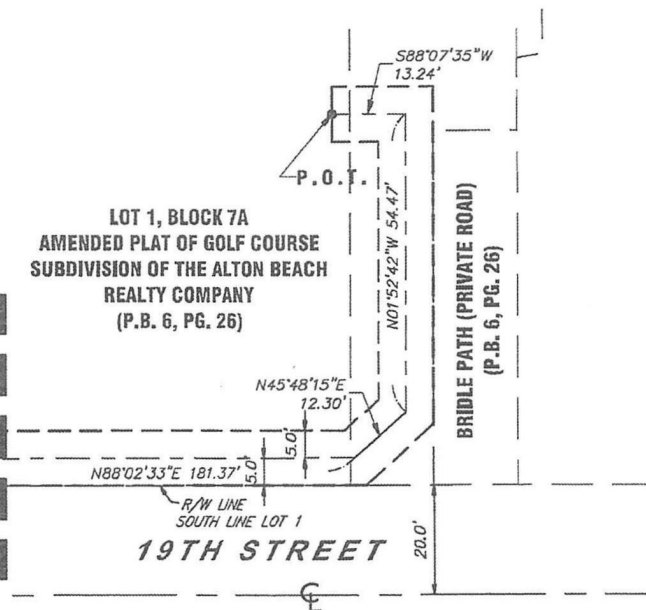 S88°07'35"W
13.24'
P.O.T.
LOT 1, BLOCK 7A
AMENDED PLAT OF GOLF COURSE
SUBDIVISION OF THE ALTON BEACH
REALTY COMPANY
(P.B. 6, PG. 26)
N01°52'42"W 54.47'
BRIDLE PATH (PRIVATE ROAD)
(P.B. 6, PG. 26)
N45°48'15"E
12.30'
5.0'
5.0'
N88°02'33"E 181.37'
R/W LINE
SOUTH LINE LOT 1
19TH STREET
20.0'
℄